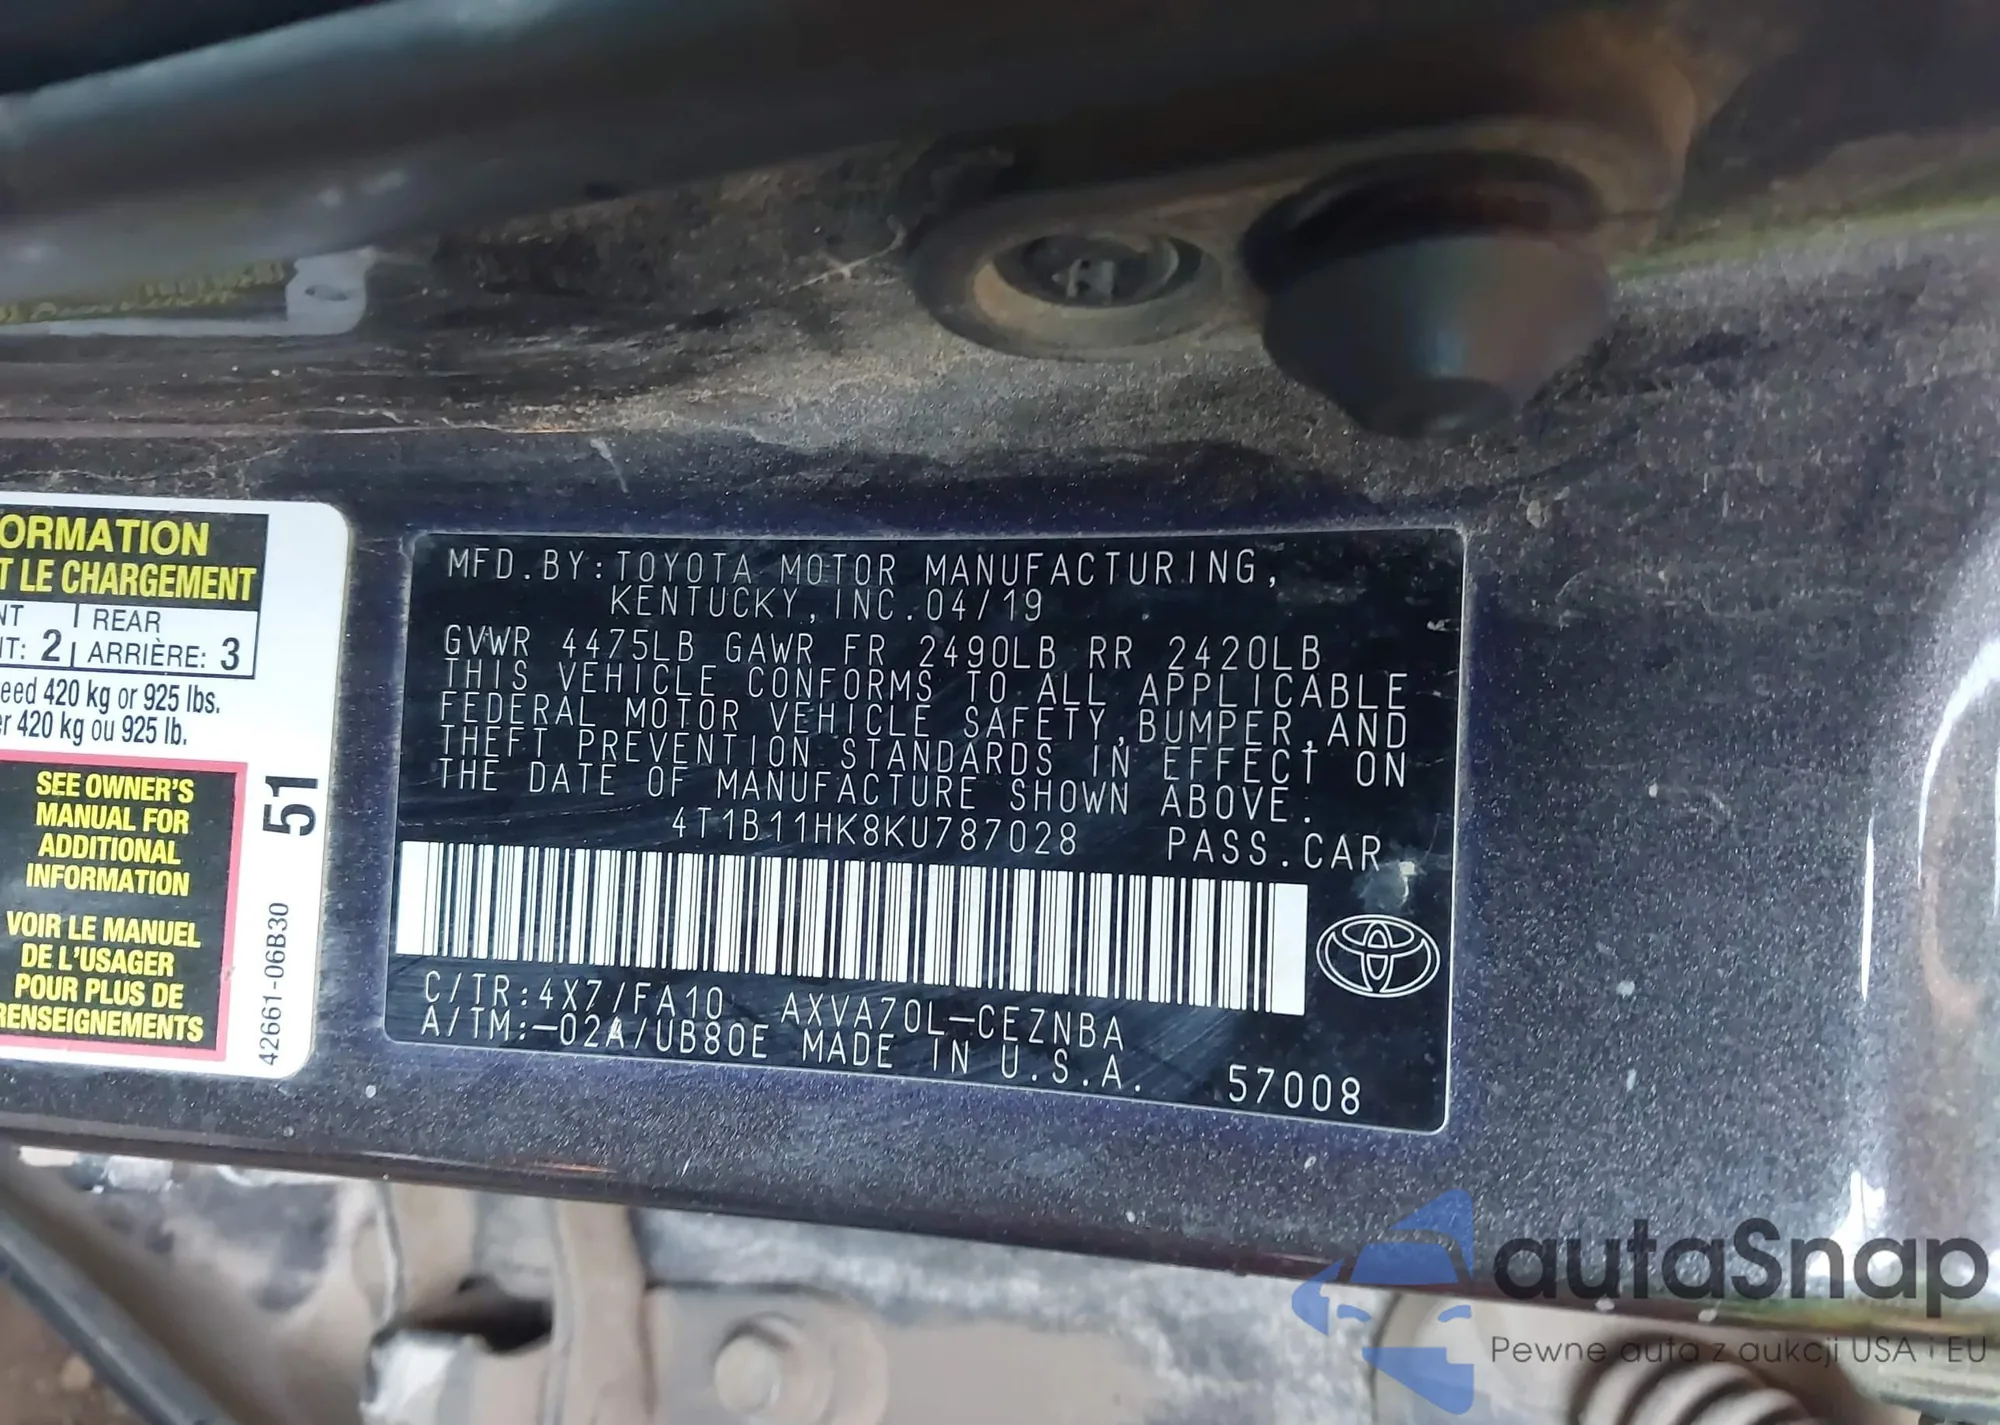 ORMATION
T LE CHARGEMENT
NT REAR
IT: 2 ARRIÈRE: 3
eed 420 kg or 925 lbs.
er 420 kg ou 925 lb.
SEE OWNER'S
MANUAL FOR
ADDITIONAL
INFORMATION
VOIR LE MANUEL
DE L'USAGER
POUR PLUS DE
RENSEIGNEMENTS
51
42661-06B30
MFD.BY:TOYOTA MOTOR MANUFACTURING,
KENTUCKY,INC.04/19
GVWR 4475LB GAWR FR 2490LB RR 2420LB
THIS VEHICLE CONFORMS TO ALL APPLICABLE
FEDERAL MOTOR VEHICLE SAFETY,BUMPER,AND
THEFT PREVENTION STANDARDS IN EFFECT ON
THE DATE OF MANUFACTURE SHOWN ABOVE.
4T1B11HK8KU787028 PASS.CAR
C/TR:4X7/FA10 AXVA70L-CEZNBA
A/TM:-02A/UB80E MADE IN U.S.A. 57008
autaSnap
Pewne auta z aukcji USA i EU